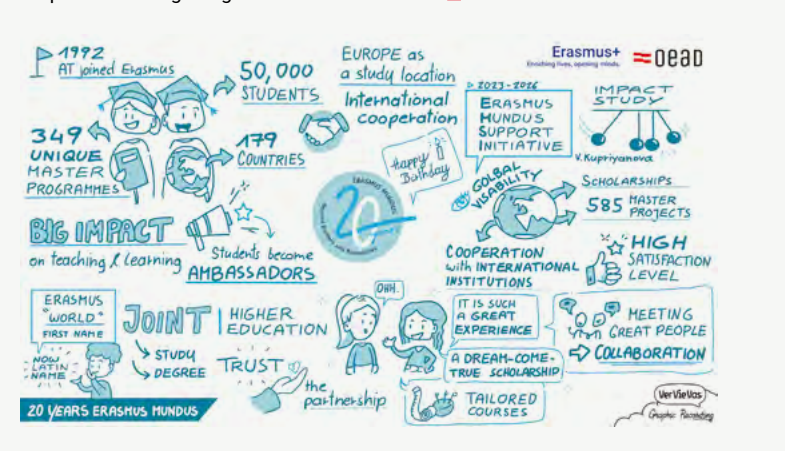 1992
AT joined Erasmus
50,000
STUDENTS
349
UNIQUE
MASTER
PROGRAMMES
179
COUNTRIES
EUROPE as
a study location
International
cooperation
Erasmus+
Enriching lives, opening minds.
oead
2023-2026
ERASMUS
MUNDUS
SUPPORT
INITIATIVE
IMPACT
STUDY
V.Kupriyanova
happy
Birthday
ERASMUS MUNDUS
20
GOLBAL
VISABILITY
SCHOLARSHIPS
585 MASTER
PROJECTS
BIG IMPACT
on teaching & learning
Students become
AMBASSADORS
COOPERATION
with INTERNATIONAL
INSTITUTIONS
HIGH
SATISFACTION
LEVEL
ERASMUS
"WORLD"
FIRST NAME
NOW
LATIN
NAME
JOINT
HIGHER
EDUCATION
STUDY
DEGREE
TRUST
the
partnership
OHH..
IT IS SUCH
A GREAT
EXPERIENCE
A DREAM-COME-
TRUE SCHOLARSHIP
TAILORED
COURSES
MEETING
GREAT PEOPLE
COLLABORATION
20 YEARS ERASMUS MUNDUS
VerVieVas
Graphic Recording